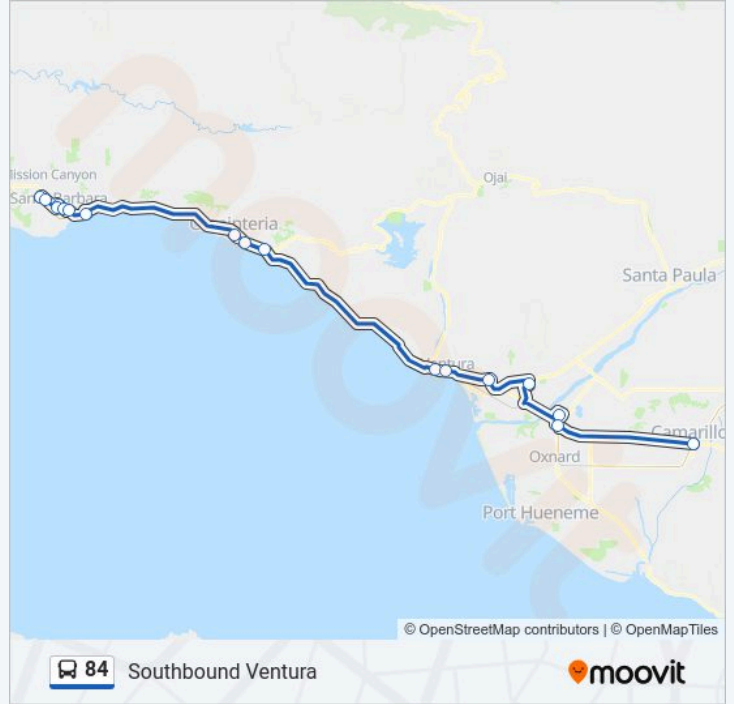 Mission Canyon
Ojai
Santa Barbara
Carpinteria
Santa Paula
Ventura
Camarillo
Oxnard
Port Hueneme
© OpenStreetMap contributors | © OpenMapTiles
84 Southbound Ventura
moovit
moovit